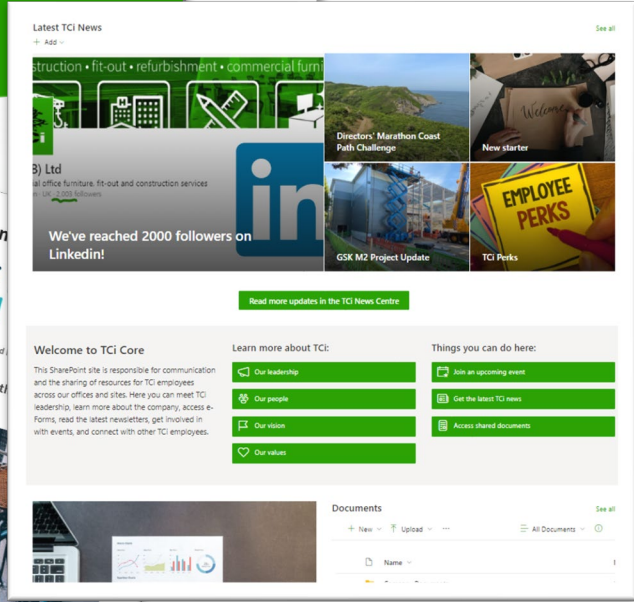 Latest TCi News
See all
+ Add
struction • fit-out • refurbishment • commercial furni
B) Ltd
ial office furniture, fit-out and construction services
UK · 2,003 followers
in
We've reached 2000 followers on
Linkedin!
Directors' Marathon Coast
Path Challenge
Welcome
New starter
GSK M2 Project Update
EMPLOYEE
PERKS
TCi Perks
Read more updates in the TCi News Centre
Welcome to TCi Core
This SharePoint site is responsible for communication
and the sharing of resources for TCi employees
across our offices and sites. Here you can meet TCi
leadership, learn more about the company, access e-
Forms, read the latest newsletters, get involved in
with events, and connect with other TCi employees.
Learn more about TCi:
Our leadership
Our people
Our vision
Our values
Things you can do here:
Join an upcoming event
Get the latest TCi news
Access shared documents
Documents
See all
+ New
Upload
···
All Documents
Name